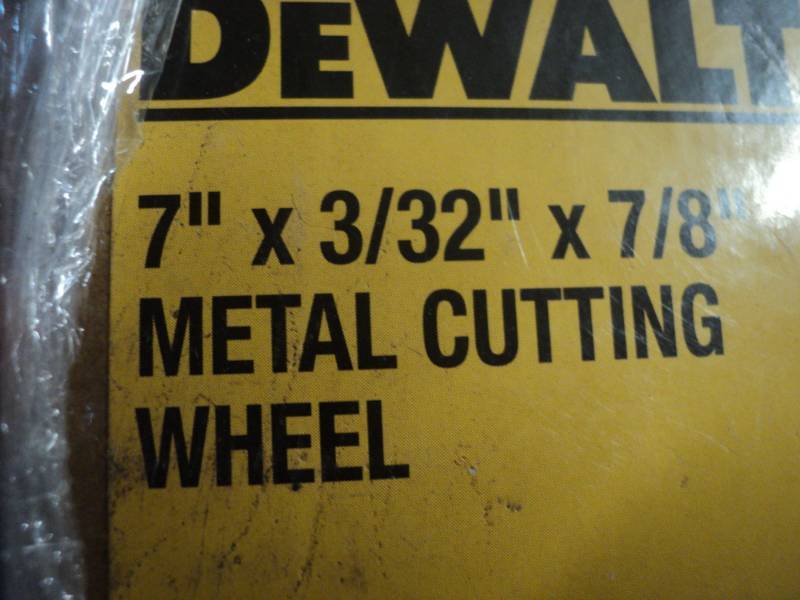 DEWALT
7" x 3/32" x 7/8"
METAL CUTTING
WHEEL